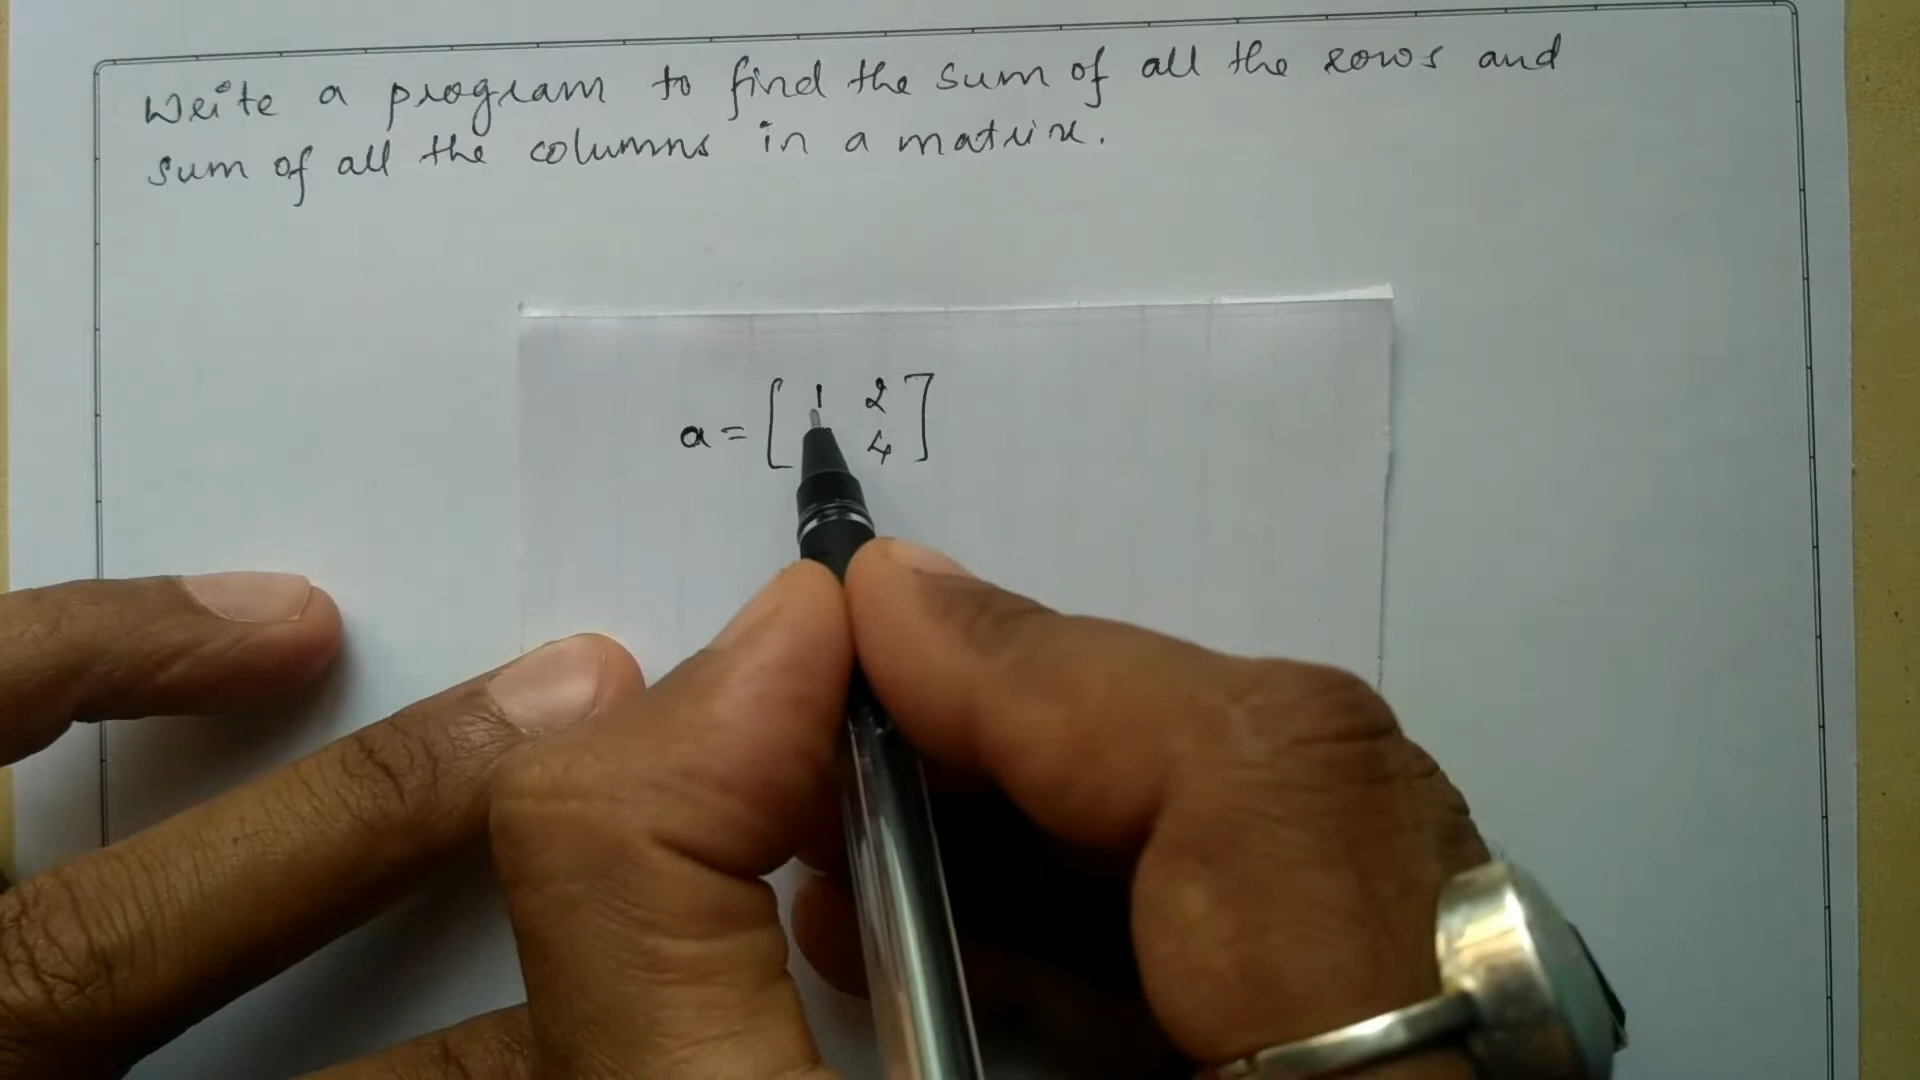 Write a program to find the sum of all the rows and
sum of all the columns in a matrix.
a = [ 1 2
4 ]